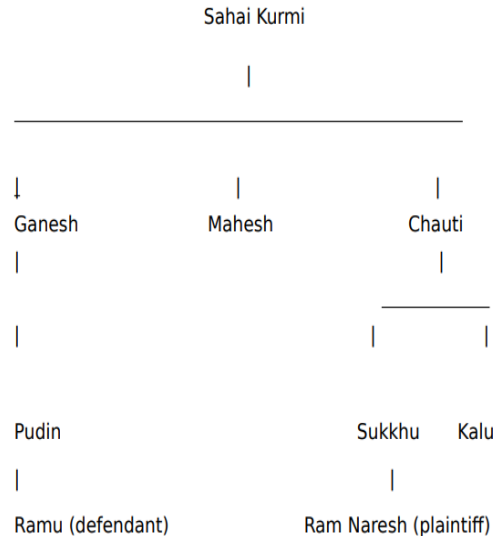 Sahai Kurmi
Ganesh Mahesh Chauti
Pudin Sukkhu Kalu
Ramu (defendant) Ram Naresh (plaintiff)